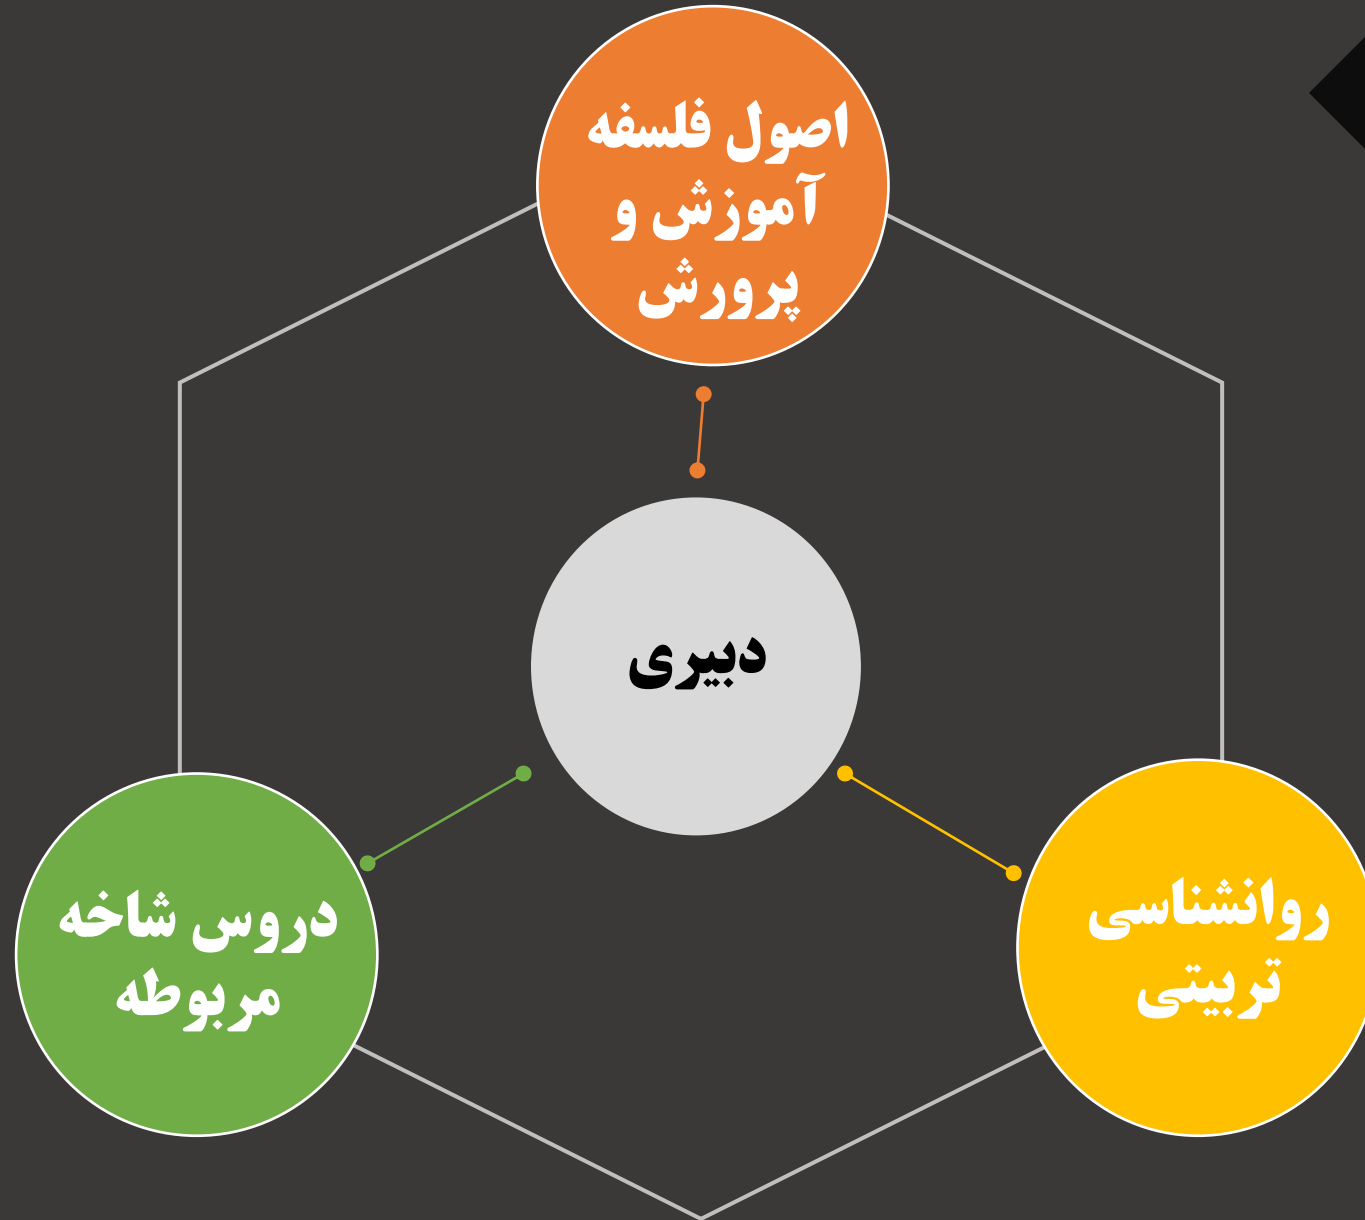 اصول فلسفه
آموزش و
پرورش
دبیری
روانشناسی
تربیتی
دروس شاخه
مربوطه